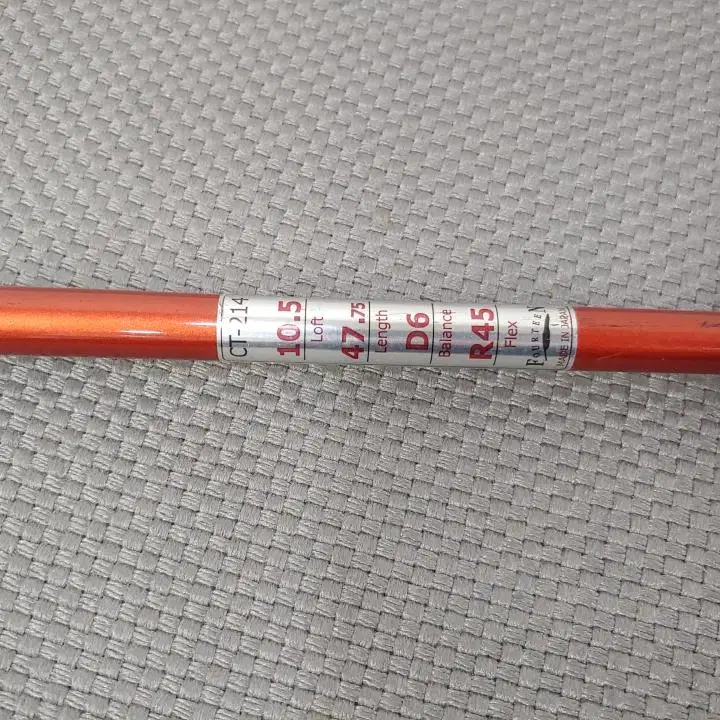 CT-214
10.5
Loft
47.75
Length
D6
Balance
R45
Flex
FOURTEEN
MADE IN JAPAN